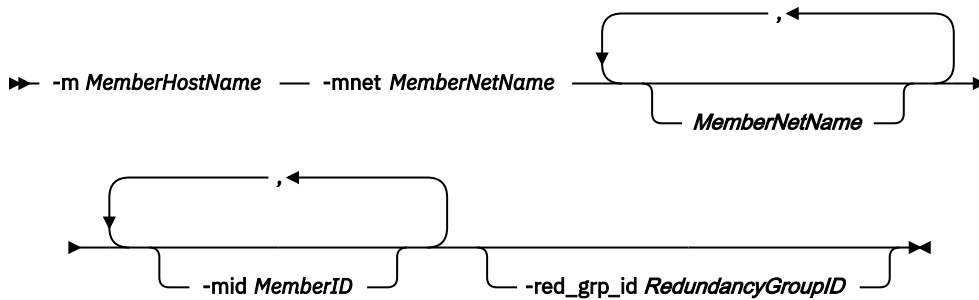 ,
-m MemberHostName -mnet MemberNetName
MemberNetName
,
-mid MemberID -red_grp_id RedundancyGroupID